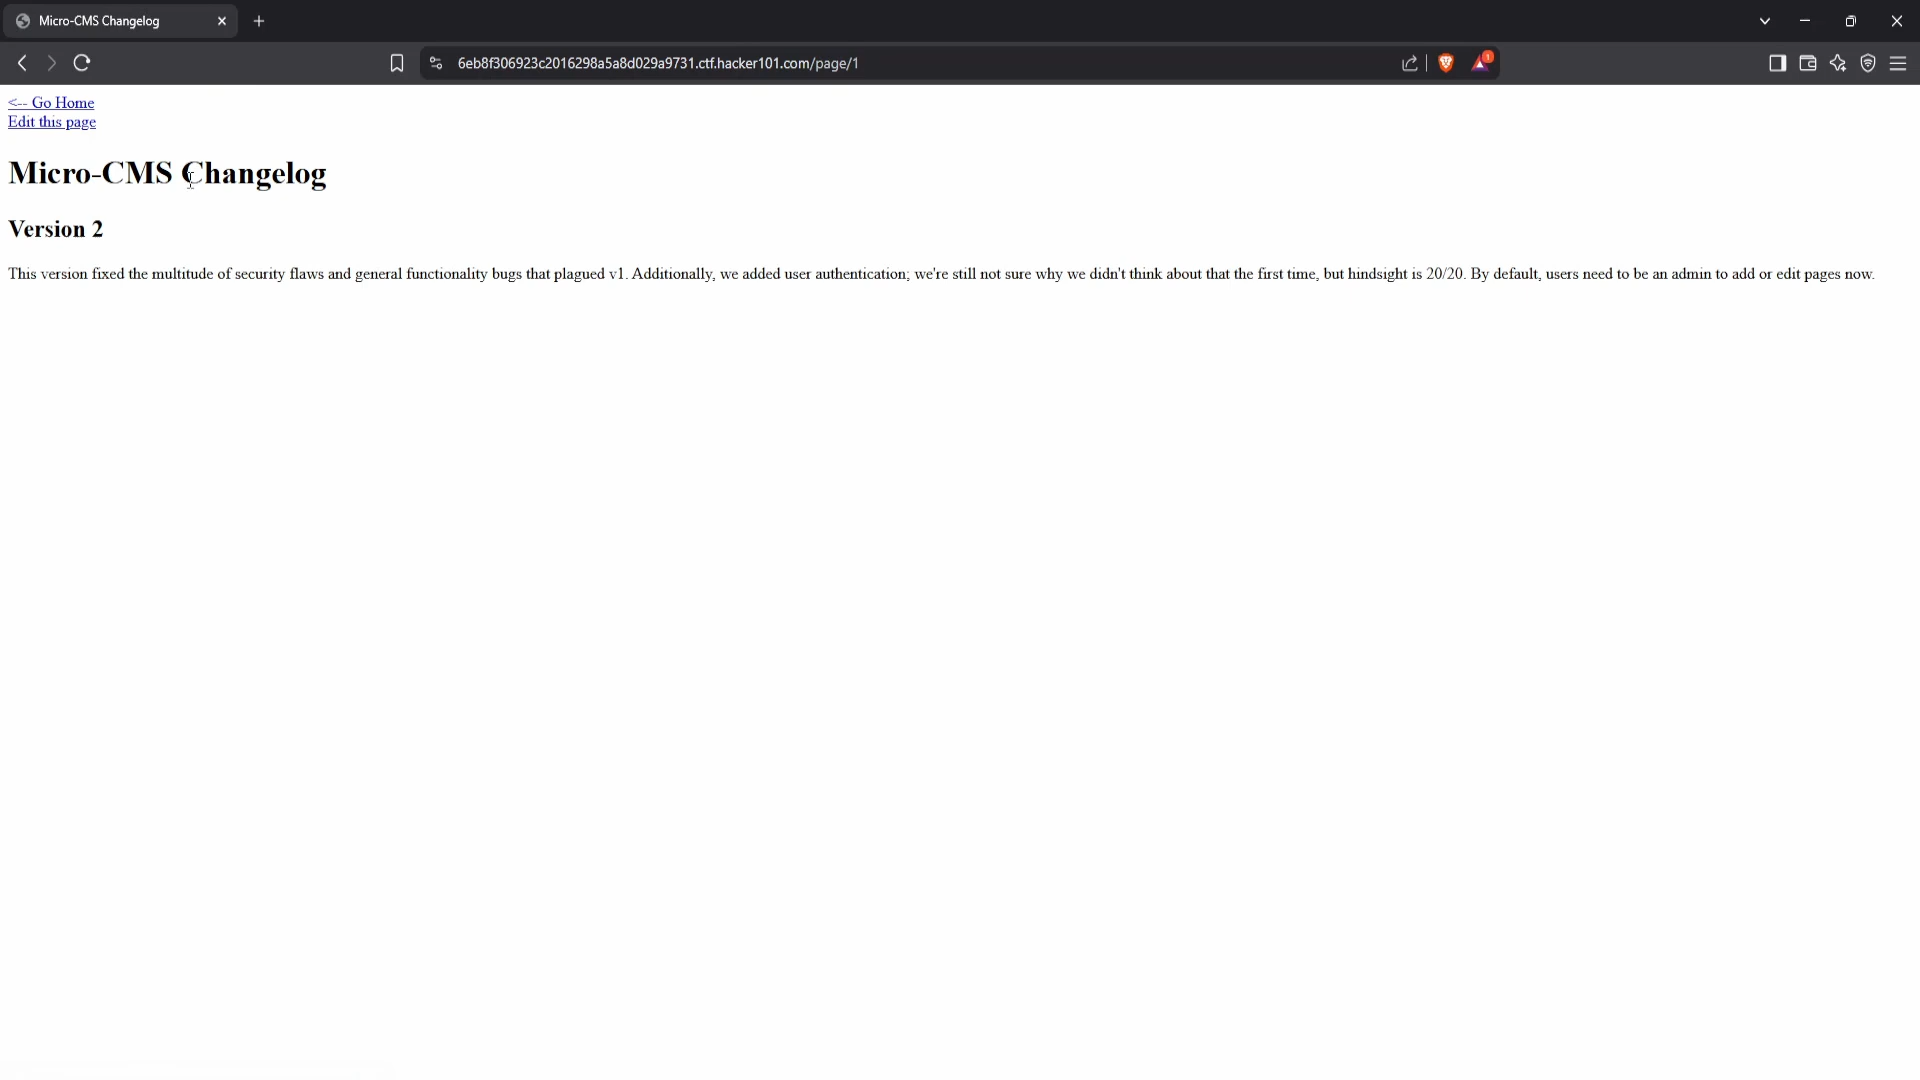 Micro-CMS Changelog
6eb8f306923c2016298a5a8d029a9731.ctf.hacker101.com/page/1
1
<-- Go Home
Edit this page
Micro-CMS Changelog
Version 2
This version fixed the multitude of security flaws and general functionality bugs that plagued v1. Additionally, we added user authentication; we're still not sure why we didn't think about that the first time, but hindsight is 20/20. By default, users need to be an admin to add or edit pages now.